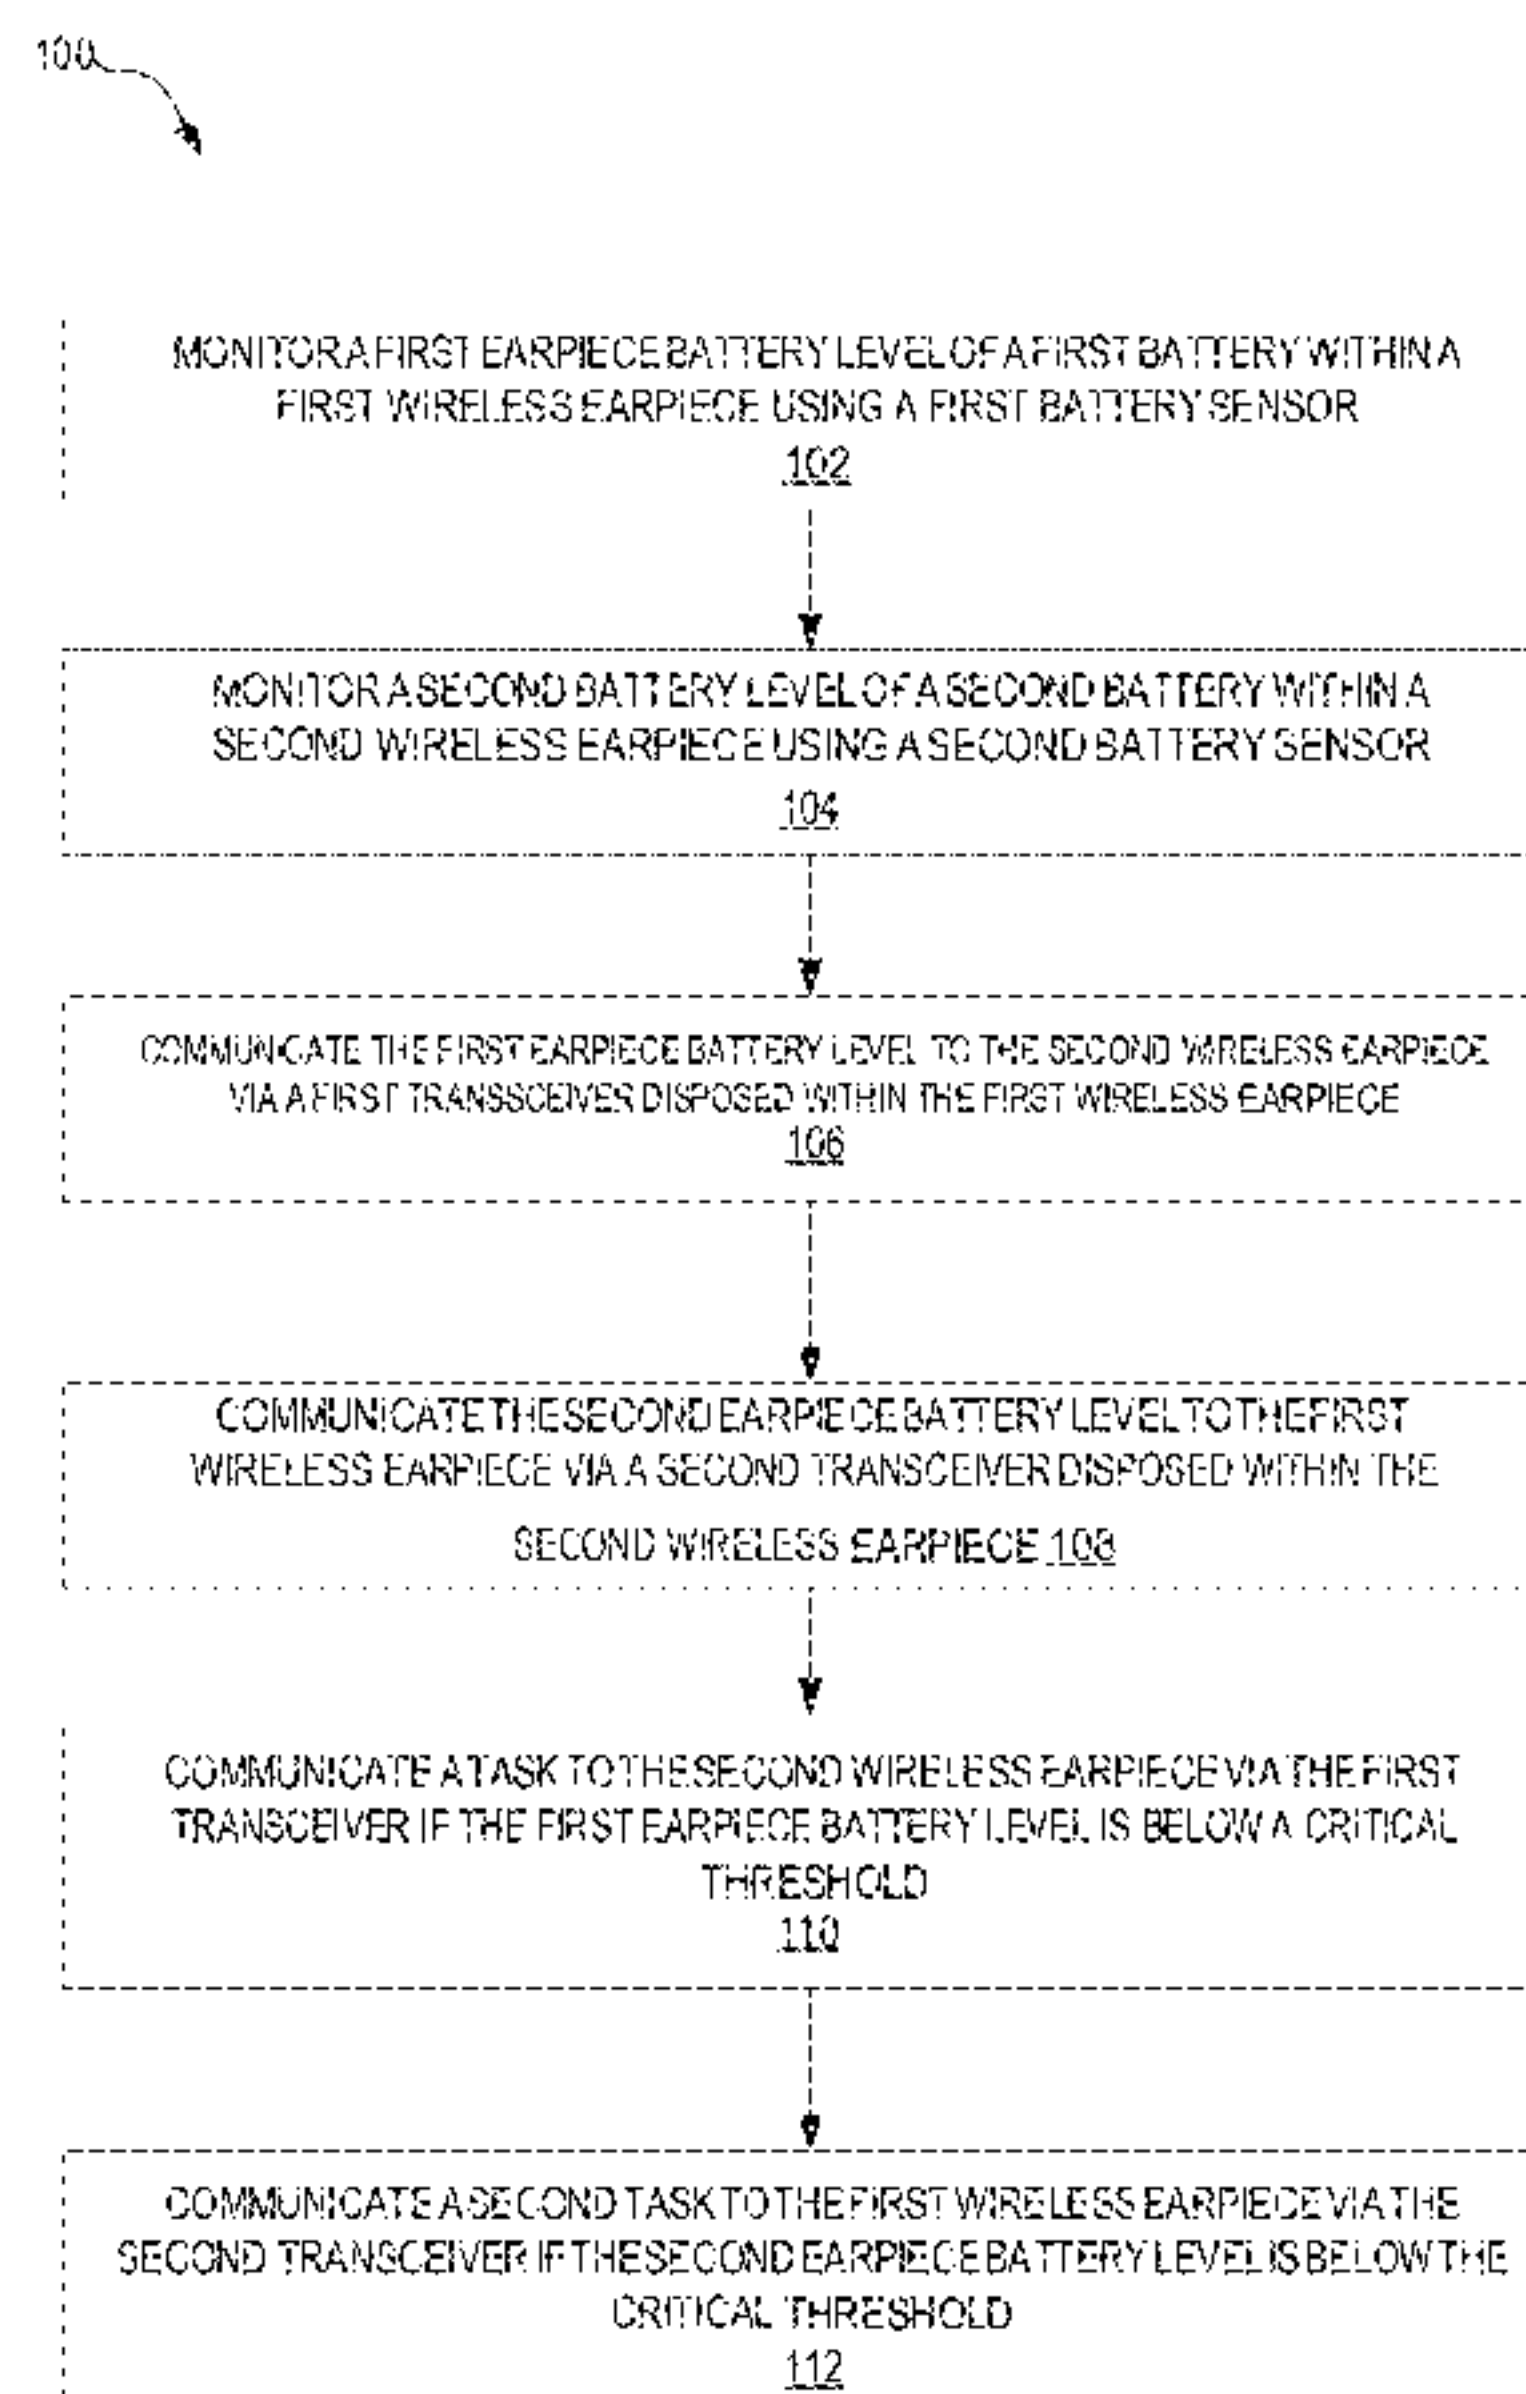 100
MONITOR A FIRST EARPIECE BATTERY LEVEL OF A FIRST BATTERY WITHIN A
FIRST WIRELESS EARPIECE USING A FIRST BATTERY SENSOR
102
MONITOR A SECOND BATTERY LEVEL OF A SECOND BATTERY WITHIN A
SECOND WIRELESS EARPIECE USING A SECOND BATTERY SENSOR
104
COMMUNICATE THE FIRST EARPIECE BATTERY LEVEL TO THE SECOND WIRELESS EARPIECE
VIA A FIRST TRANSSCEIVER DISPOSED WITHIN THE FIRST WIRELESS EARPIECE
106
COMMUNICATE THE SECOND EARPIECE BATTERY LEVEL TO THE FIRST
WIRELESS EARPIECE VIA A SECOND TRANSCEIVER DISPOSED WITHIN THE
SECOND WIRELESS EARPIECE 108
COMMUNICATE A TASK TO THE SECOND WIRELESS EARPIECE VIA THE FIRST
TRANSCEIVER IF THE FIRST EARPIECE BATTERY LEVEL IS BELOW A CRITICAL
THRESHOLD
110
COMMUNICATE A SECOND TASK TO THE FIRST WIRELESS EARPIECE VIA THE
SECOND TRANSCEIVER IF THE SECOND EARPIECE BATTERY LEVEL IS BELOW THE
CRITICAL THRESHOLD
112